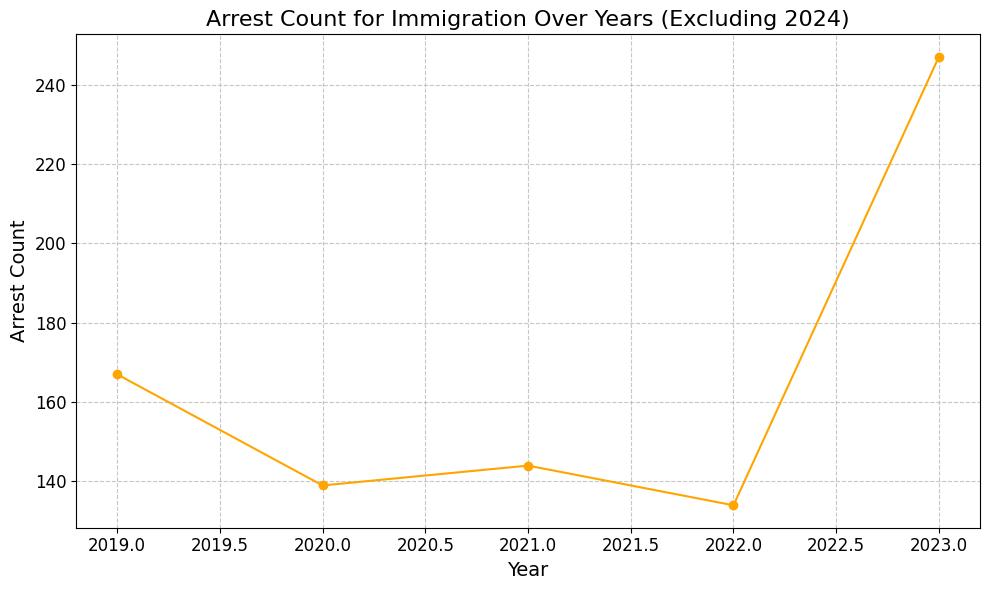 Arrest Count for Immigration Over Years (Excluding 2024)
Arrest Count
240
220
200
180
160
140
2019.0 2019.5 2020.0 2020.5 2021.0 2021.5 2022.0 2022.5 2023.0
Year